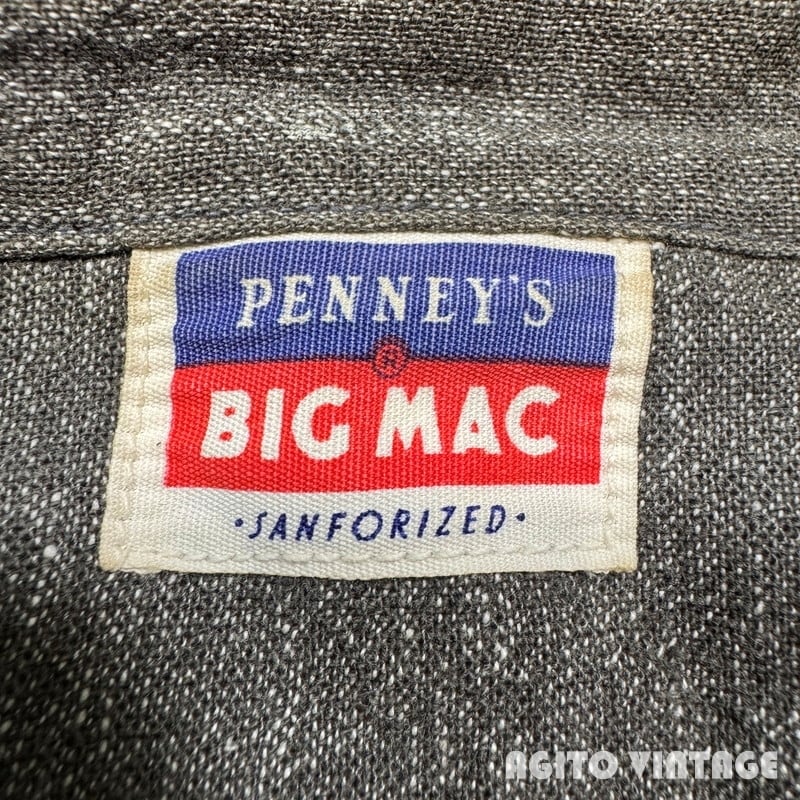 PENNEY'S
®
BIG MAC
·SANFORIZED·
AGITO VINTAGE